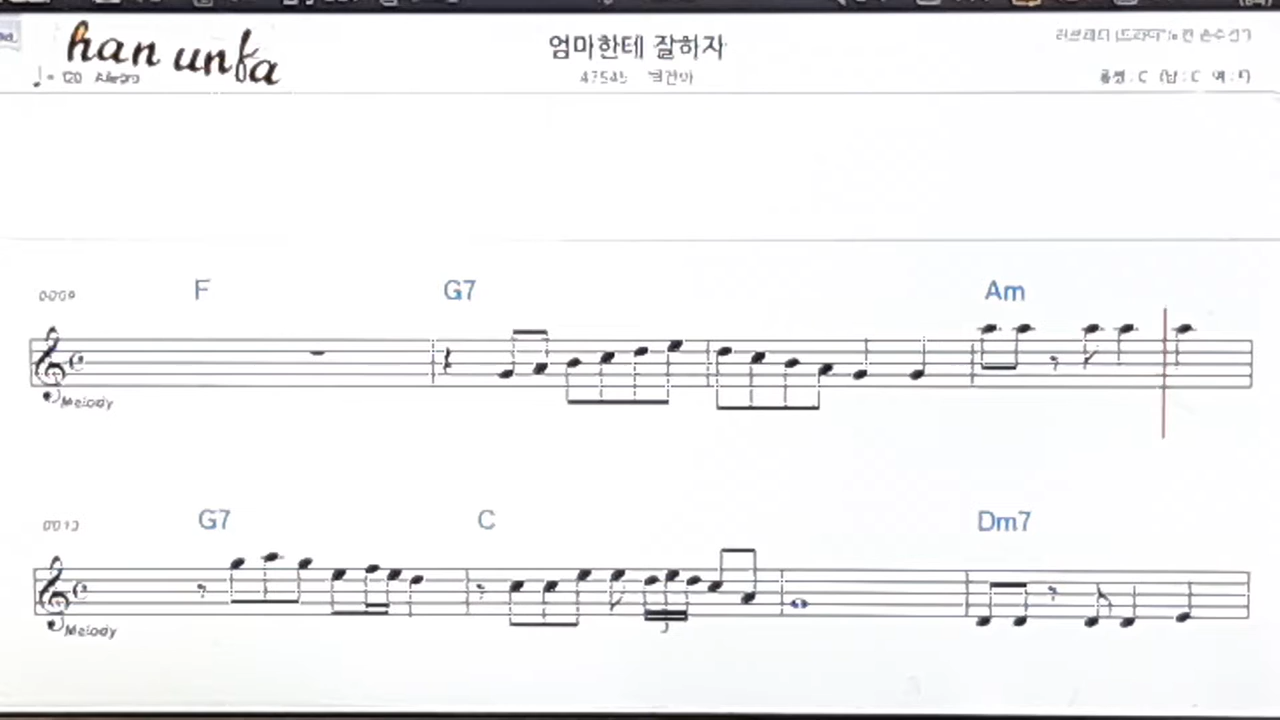 han unfa
엄마한테 잘하자
♩= 120 Allegro
F G7 Am
0009
Melody
G7 C Dm7
0013
Melody
3